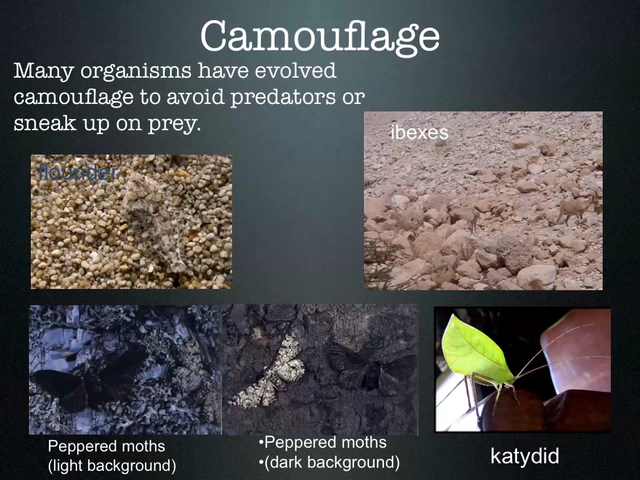 Camouflage
Many organisms have evolved
camouflage to avoid predators or
sneak up on prey.
ibexes
flounder
Peppered moths
(light background)
•Peppered moths
•(dark background)
katydid